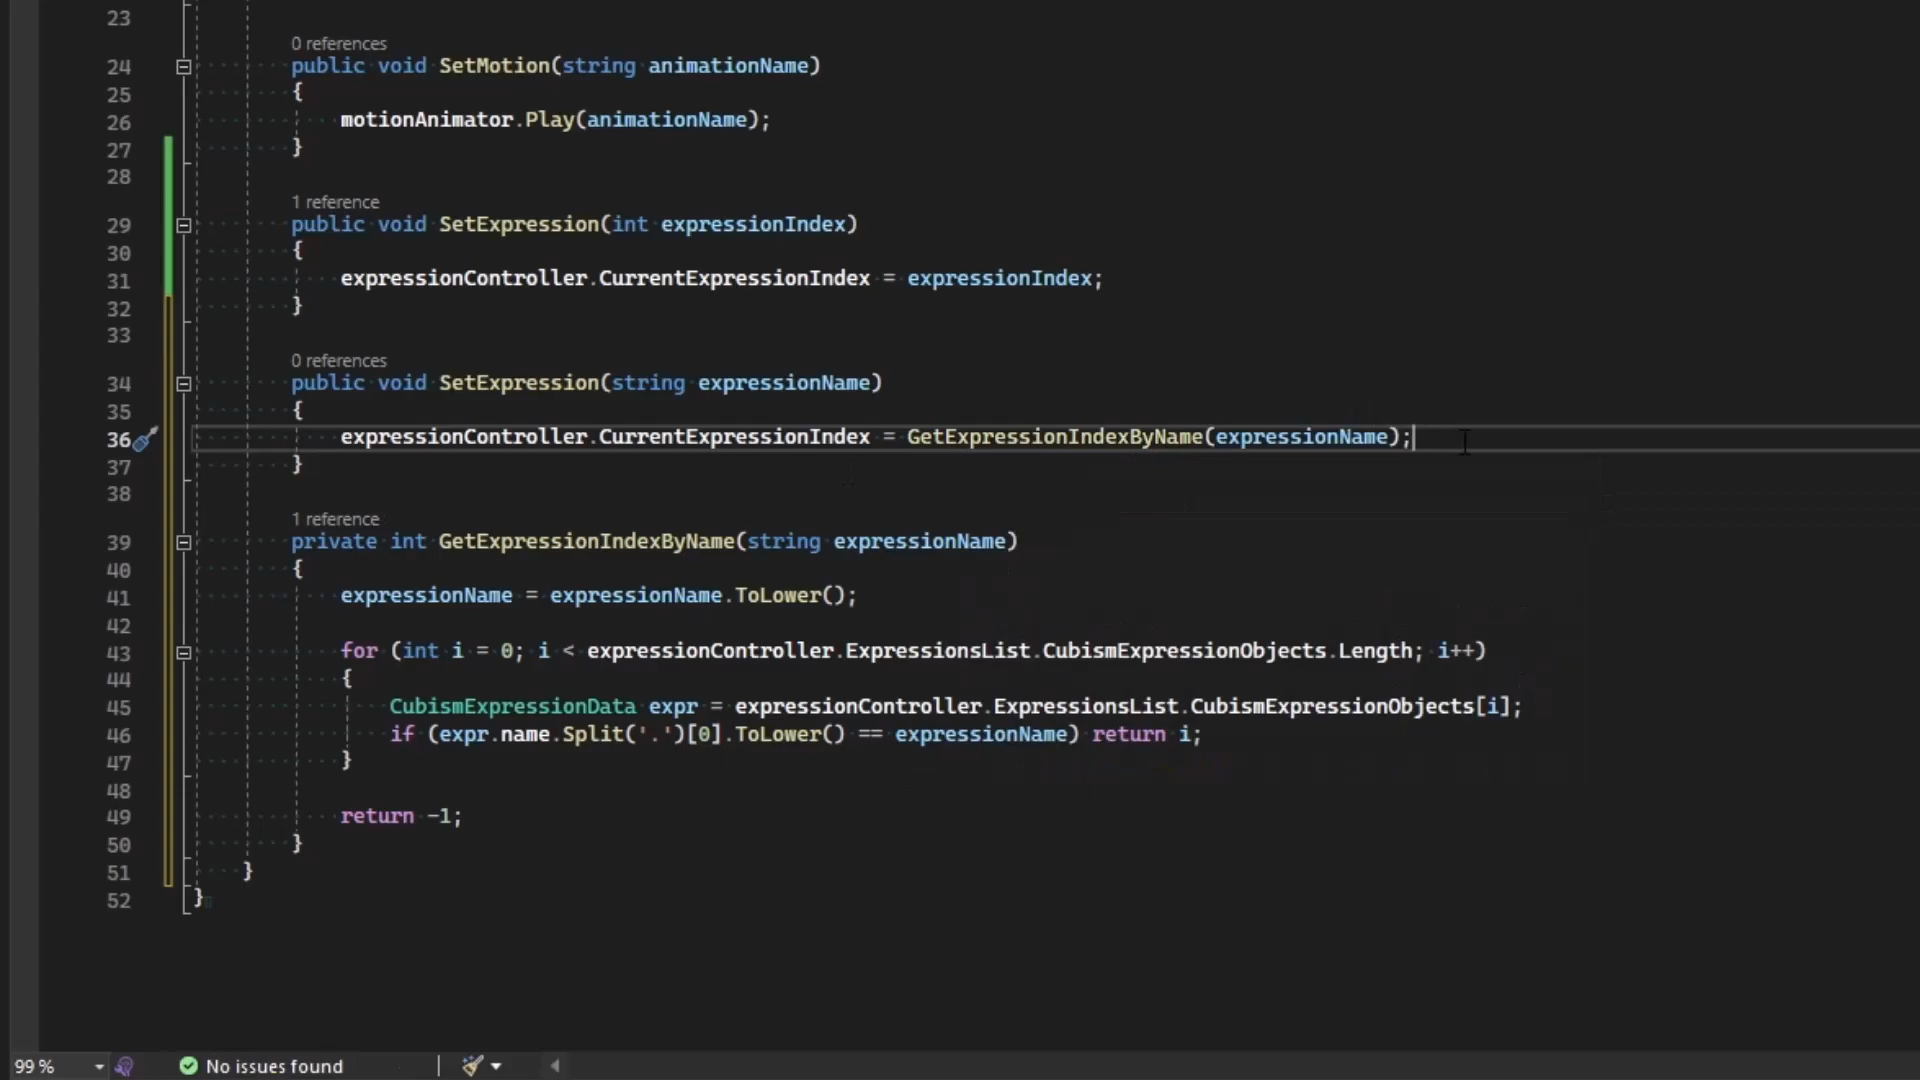 23
0 references
24 public void SetMotion(string animationName)
25 {
26 motionAnimator.Play(animationName);
27 }
28
1 reference
29 public void SetExpression(int expressionIndex)
30 {
31 expressionController.CurrentExpressionIndex = expressionIndex;
32 }
33
0 references
34 public void SetExpression(string expressionName)
35 {
36 expressionController.CurrentExpressionIndex = GetExpressionIndexByName(expressionName);
37 }
38
1 reference
39 private int GetExpressionIndexByName(string expressionName)
40 {
41 expressionName = expressionName.ToLower();
42
43 for (int i = 0; i < expressionController.ExpressionsList.CubismExpressionObjects.Length; i++)
44 {
45 CubismExpressionData expr = expressionController.ExpressionsList.CubismExpressionObjects[i];
46 if (expr.name.Split('.')[0].ToLower() == expressionName) return i;
47 }
48
49 return -1;
50 }
51 }
52 }
99 % No issues found